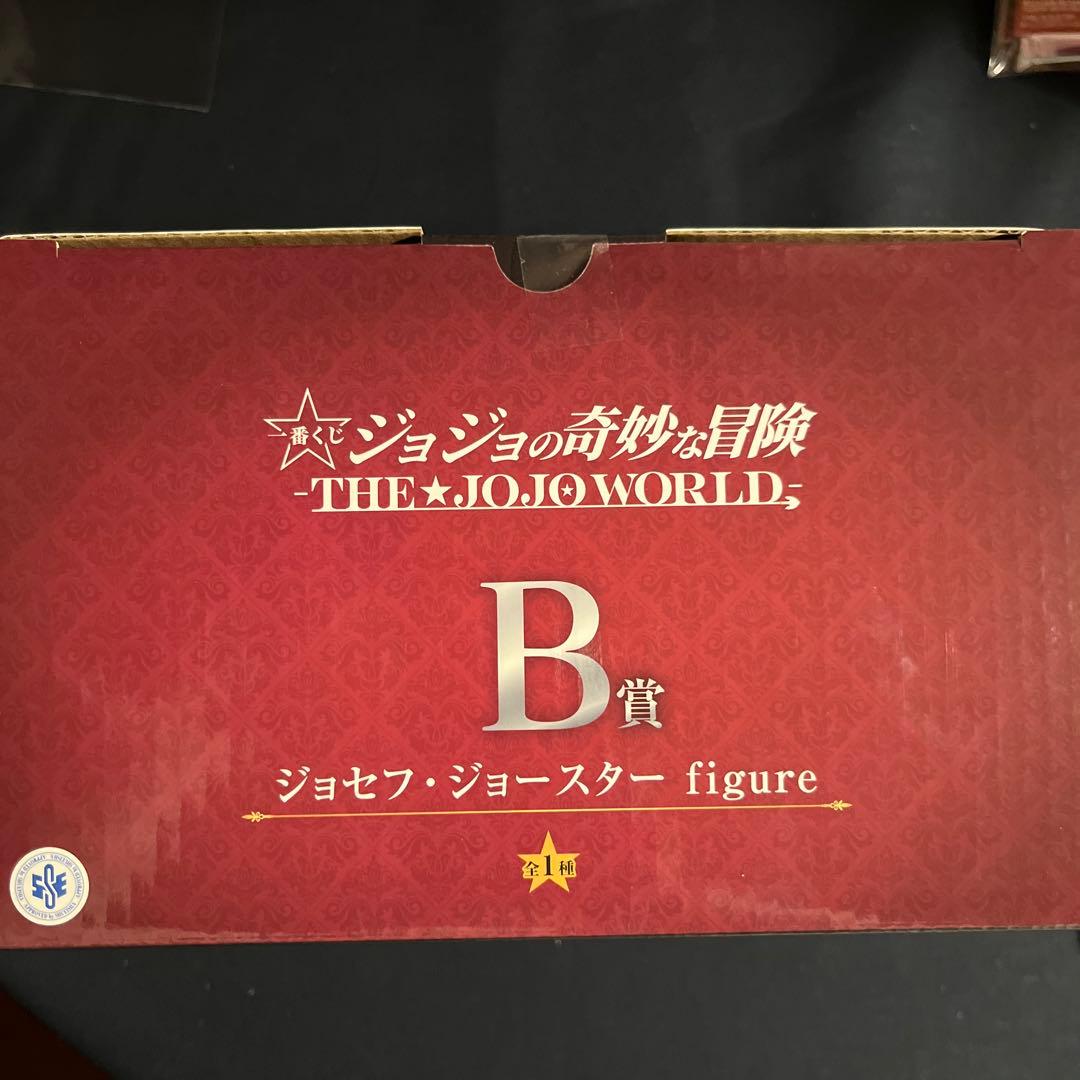 一番くじ ジョジョの奇妙な冒険
-THE★JOJO WORLD-
B賞
ジョセフ・ジョースター figure
全1種
SSE